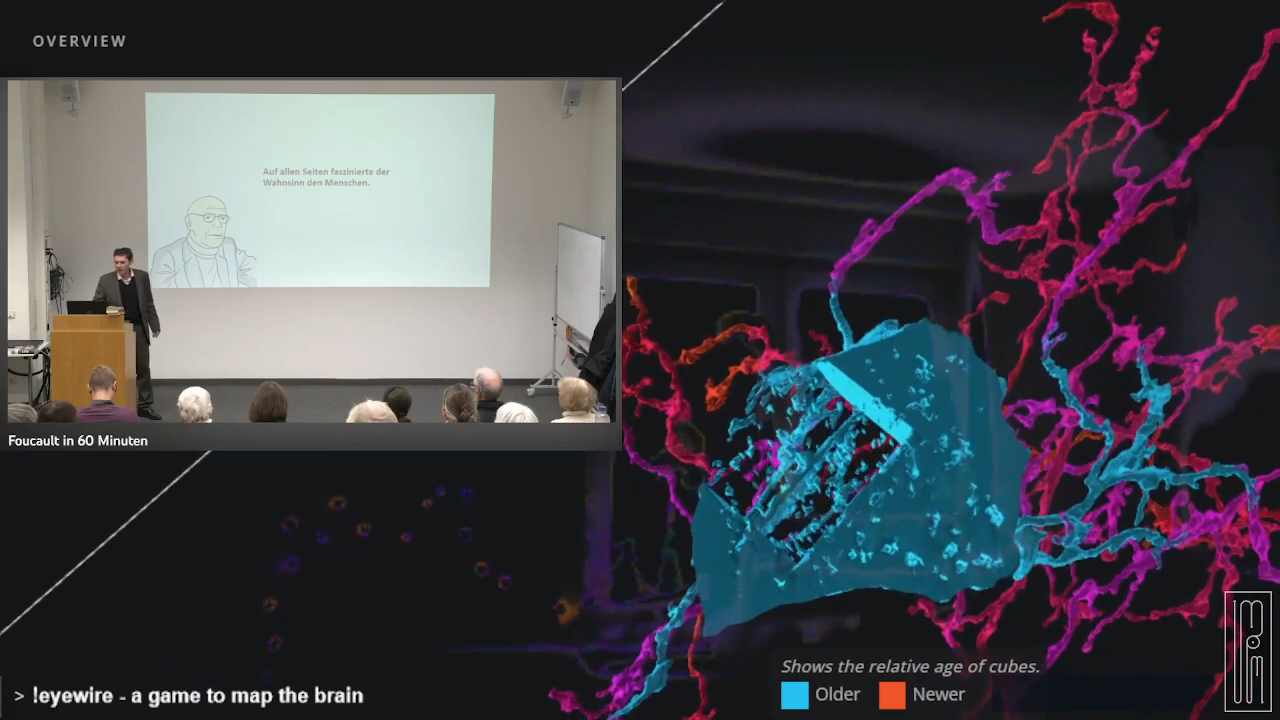 OVERVIEW
Auf allen Seiten faszinierte der
Wahnsinn den Menschen.
Foucault in 60 Minuten
> !eyewire - a game to map the brain
Shows the relative age of cubes.
Older
Newer